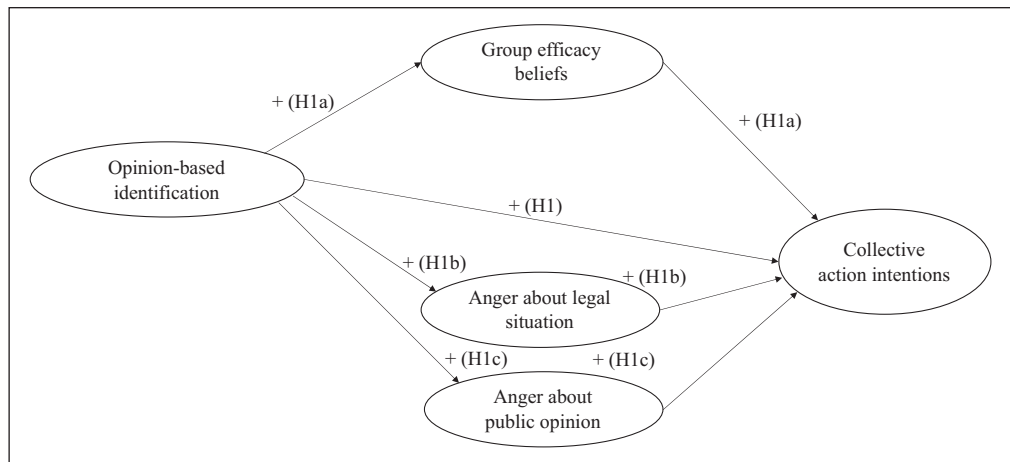 Group efficacy
beliefs
+ (H1a)
+ (H1a)
Opinion-based
identification
+ (H1)
Collective
action intentions
+ (H1b)
+ (H1b)
Anger about legal
situation
+ (H1c)
+ (H1c)
Anger about
public opinion